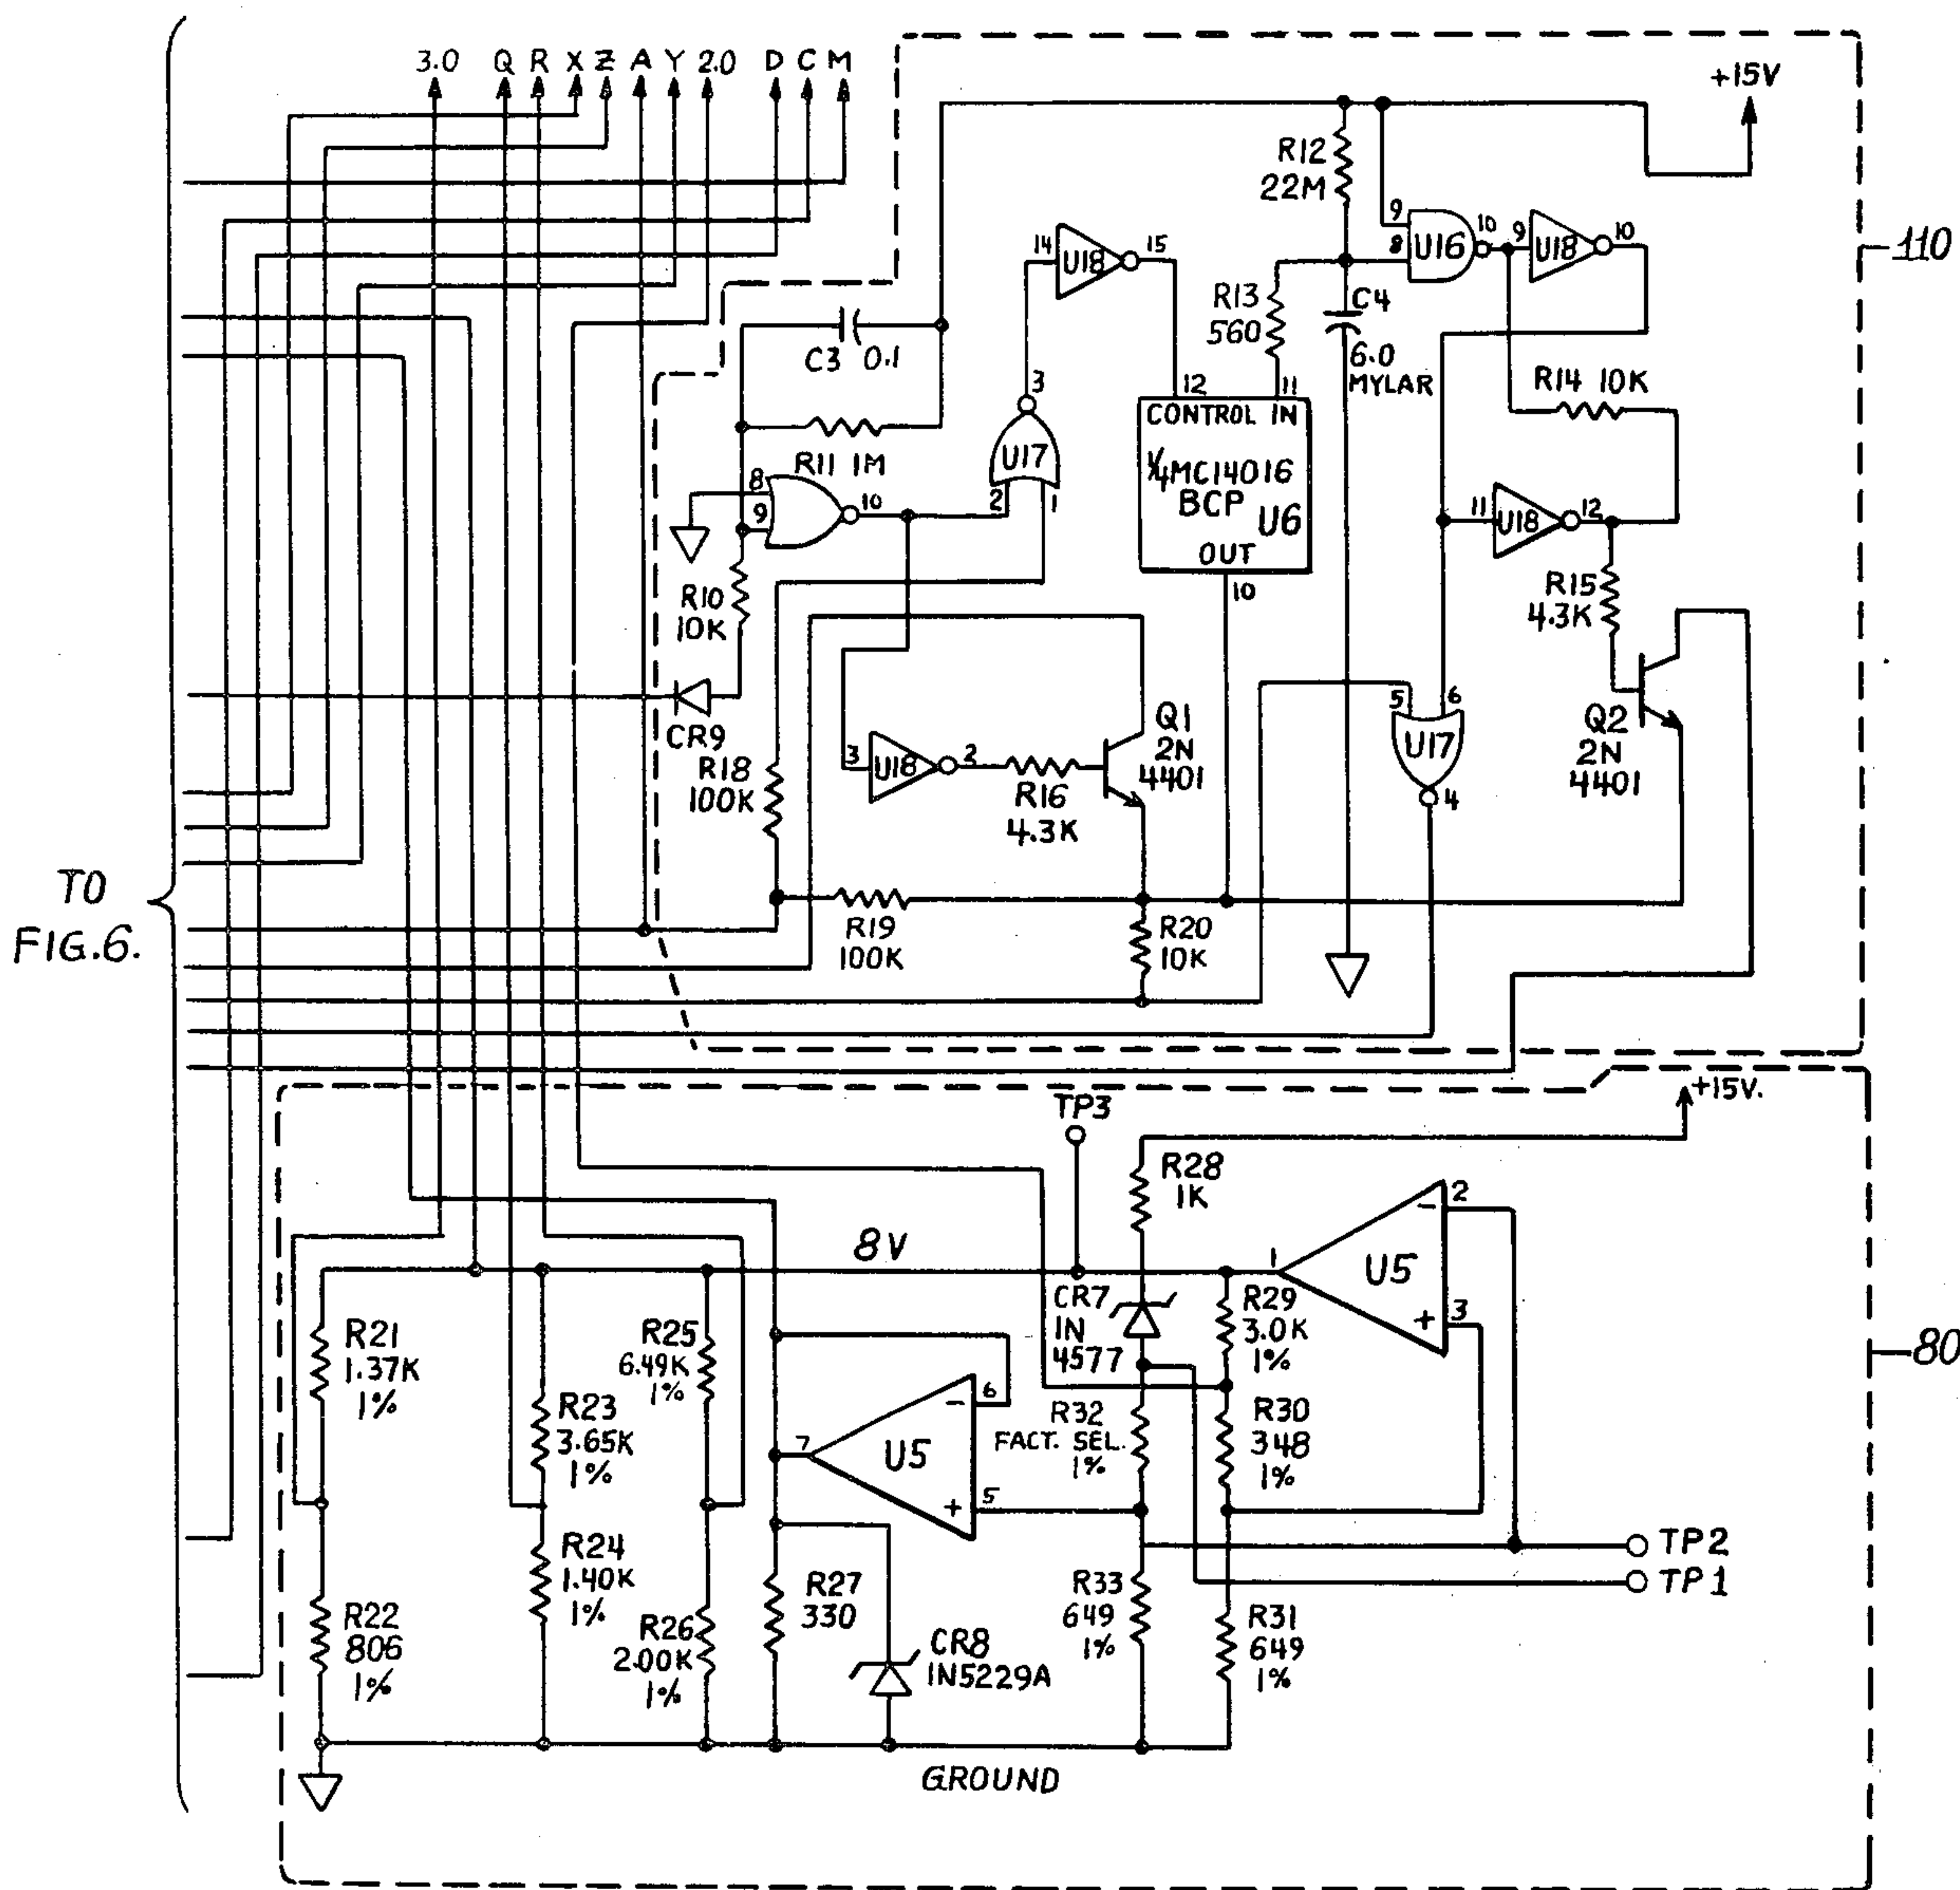 3.0 Q R X Z A Y 2.0 D C M
+15V
R12
22M
9
8
U16
10
9
U18
10
110
14
U18
15
R13
560
C4
6.0
MYLAR
C3 0.1
R14 10K
3
12
11
CONTROL IN
1/4MC14016
BCP
U6
OUT
10
U17
2
1
R11 1M
8
9
10
11
U18
12
R10
10K
R15
4.3K
CR9
R18
100K
3
U18
2
R16
4.3K
Q1
2N
4401
5
6
U17
4
Q2
2N
4401
TO
FIG.6.
R19
100K
R20
10K
+15V.
TP3
R28
1K
2
-
8V
1
U5
+
3
CR7
IN
4577
R29
3.0K
1%
80
R21
1.37K
1%
R25
6.49K
1%
R23
3.65K
1%
6
-
7
U5
+
5
R32
FACT. SEL.
1%
R30
348
1%
R24
1.40K
1%
TP2
TP1
R22
806
1%
R26
2.00K
1%
R27
330
CR8
IN5229A
R33
649
1%
R31
649
1%
GROUND